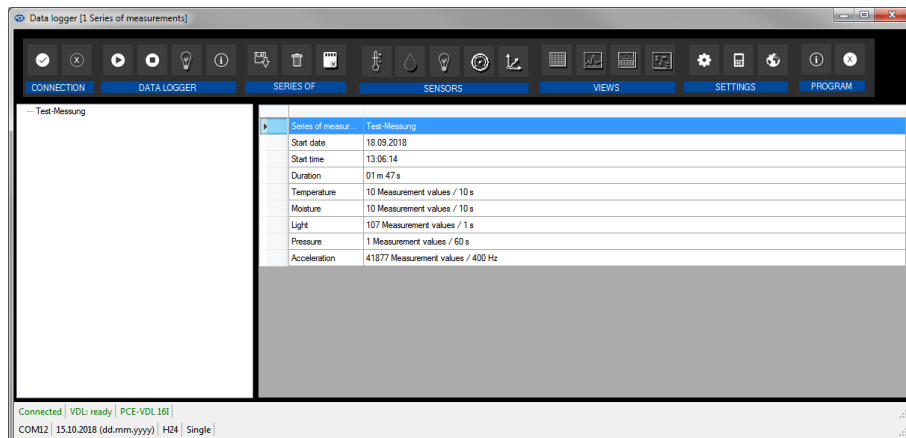 Data logger [1 Series of measurements]
CONNECTION DATA LOGGER SERIES OF SENSORS VIEWS SETTINGS PROGRAM
Test-Messung
Series of measur... Test-Messung
Start date 18.09.2018
Start time 13:06:14
Duration 01 m 47 s
Temperature 10 Measurement values / 10 s
Moisture 10 Measurement values / 10 s
Light 107 Measurement values / 1 s
Pressure 1 Measurement values / 60 s
Acceleration 41877 Measurement values / 400 Hz
Connected VDL: ready PCE-VDL 16I
COM12 15.10.2018 (dd.mm.yyyy) H24 Single